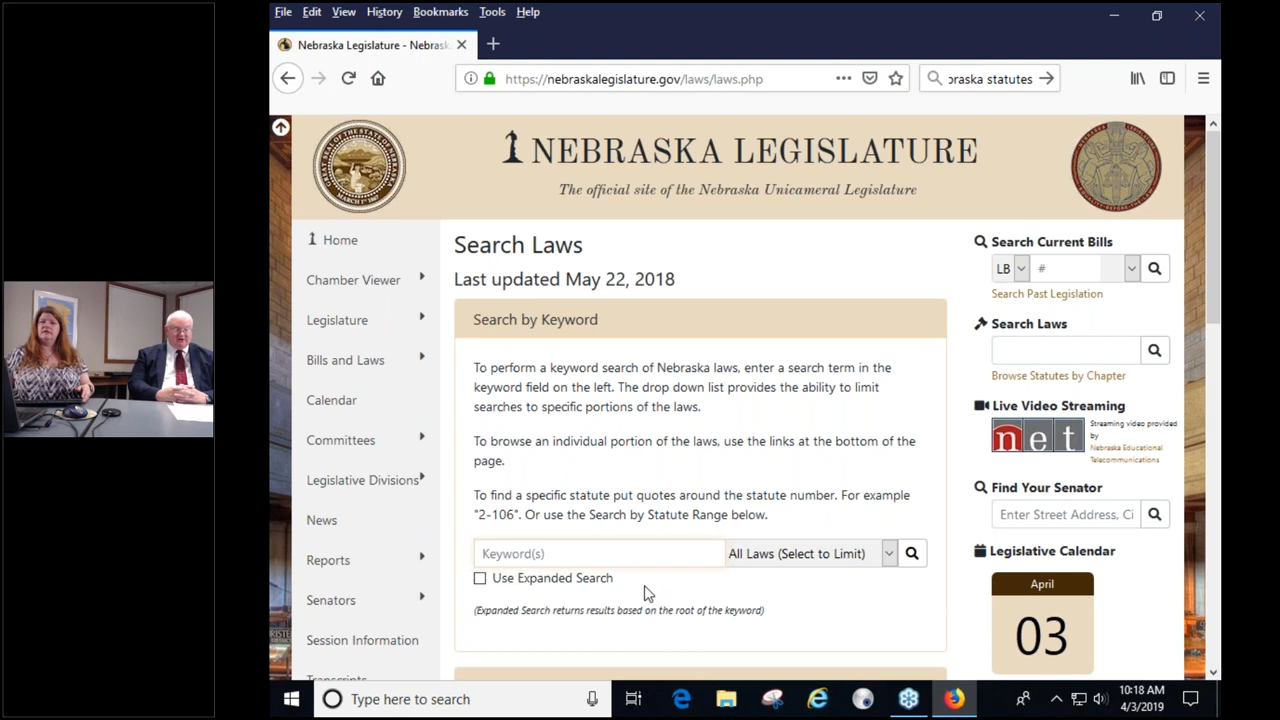 File Edit View History Bookmarks Tools Help
Nebraska Legislature - Nebrask
https://nebraskalegislature.gov/laws/laws.php
braska statutes
NEBRASKA LEGISLATURE
The official site of the Nebraska Unicameral Legislature
Home
Chamber Viewer
Legislature
Bills and Laws
Calendar
Committees
Legislative Divisions
News
Reports
Senators
Session Information
Transcripts
Search Laws
Last updated May 22, 2018
Search by Keyword
To perform a keyword search of Nebraska laws, enter a search term in the
keyword field on the left. The drop down list provides the ability to limit
searches to specific portions of the laws.
To browse an individual portion of the laws, use the links at the bottom of the
page.
To find a specific statute put quotes around the statute number. For example
"2-106". Or use the Search by Statute Range below.
Keyword(s)
All Laws (Select to Limit)
Use Expanded Search
(Expanded Search returns results based on the root of the keyword)
Search Current Bills
LB #
Search Past Legislation
Search Laws
Browse Statutes by Chapter
Live Video Streaming
net
Streaming video provided
by
Nebraska Educational
Telecommunications
Find Your Senator
Enter Street Address, Ci
Legislative Calendar
April
03
Type here to search
10:18 AM
4/3/2019